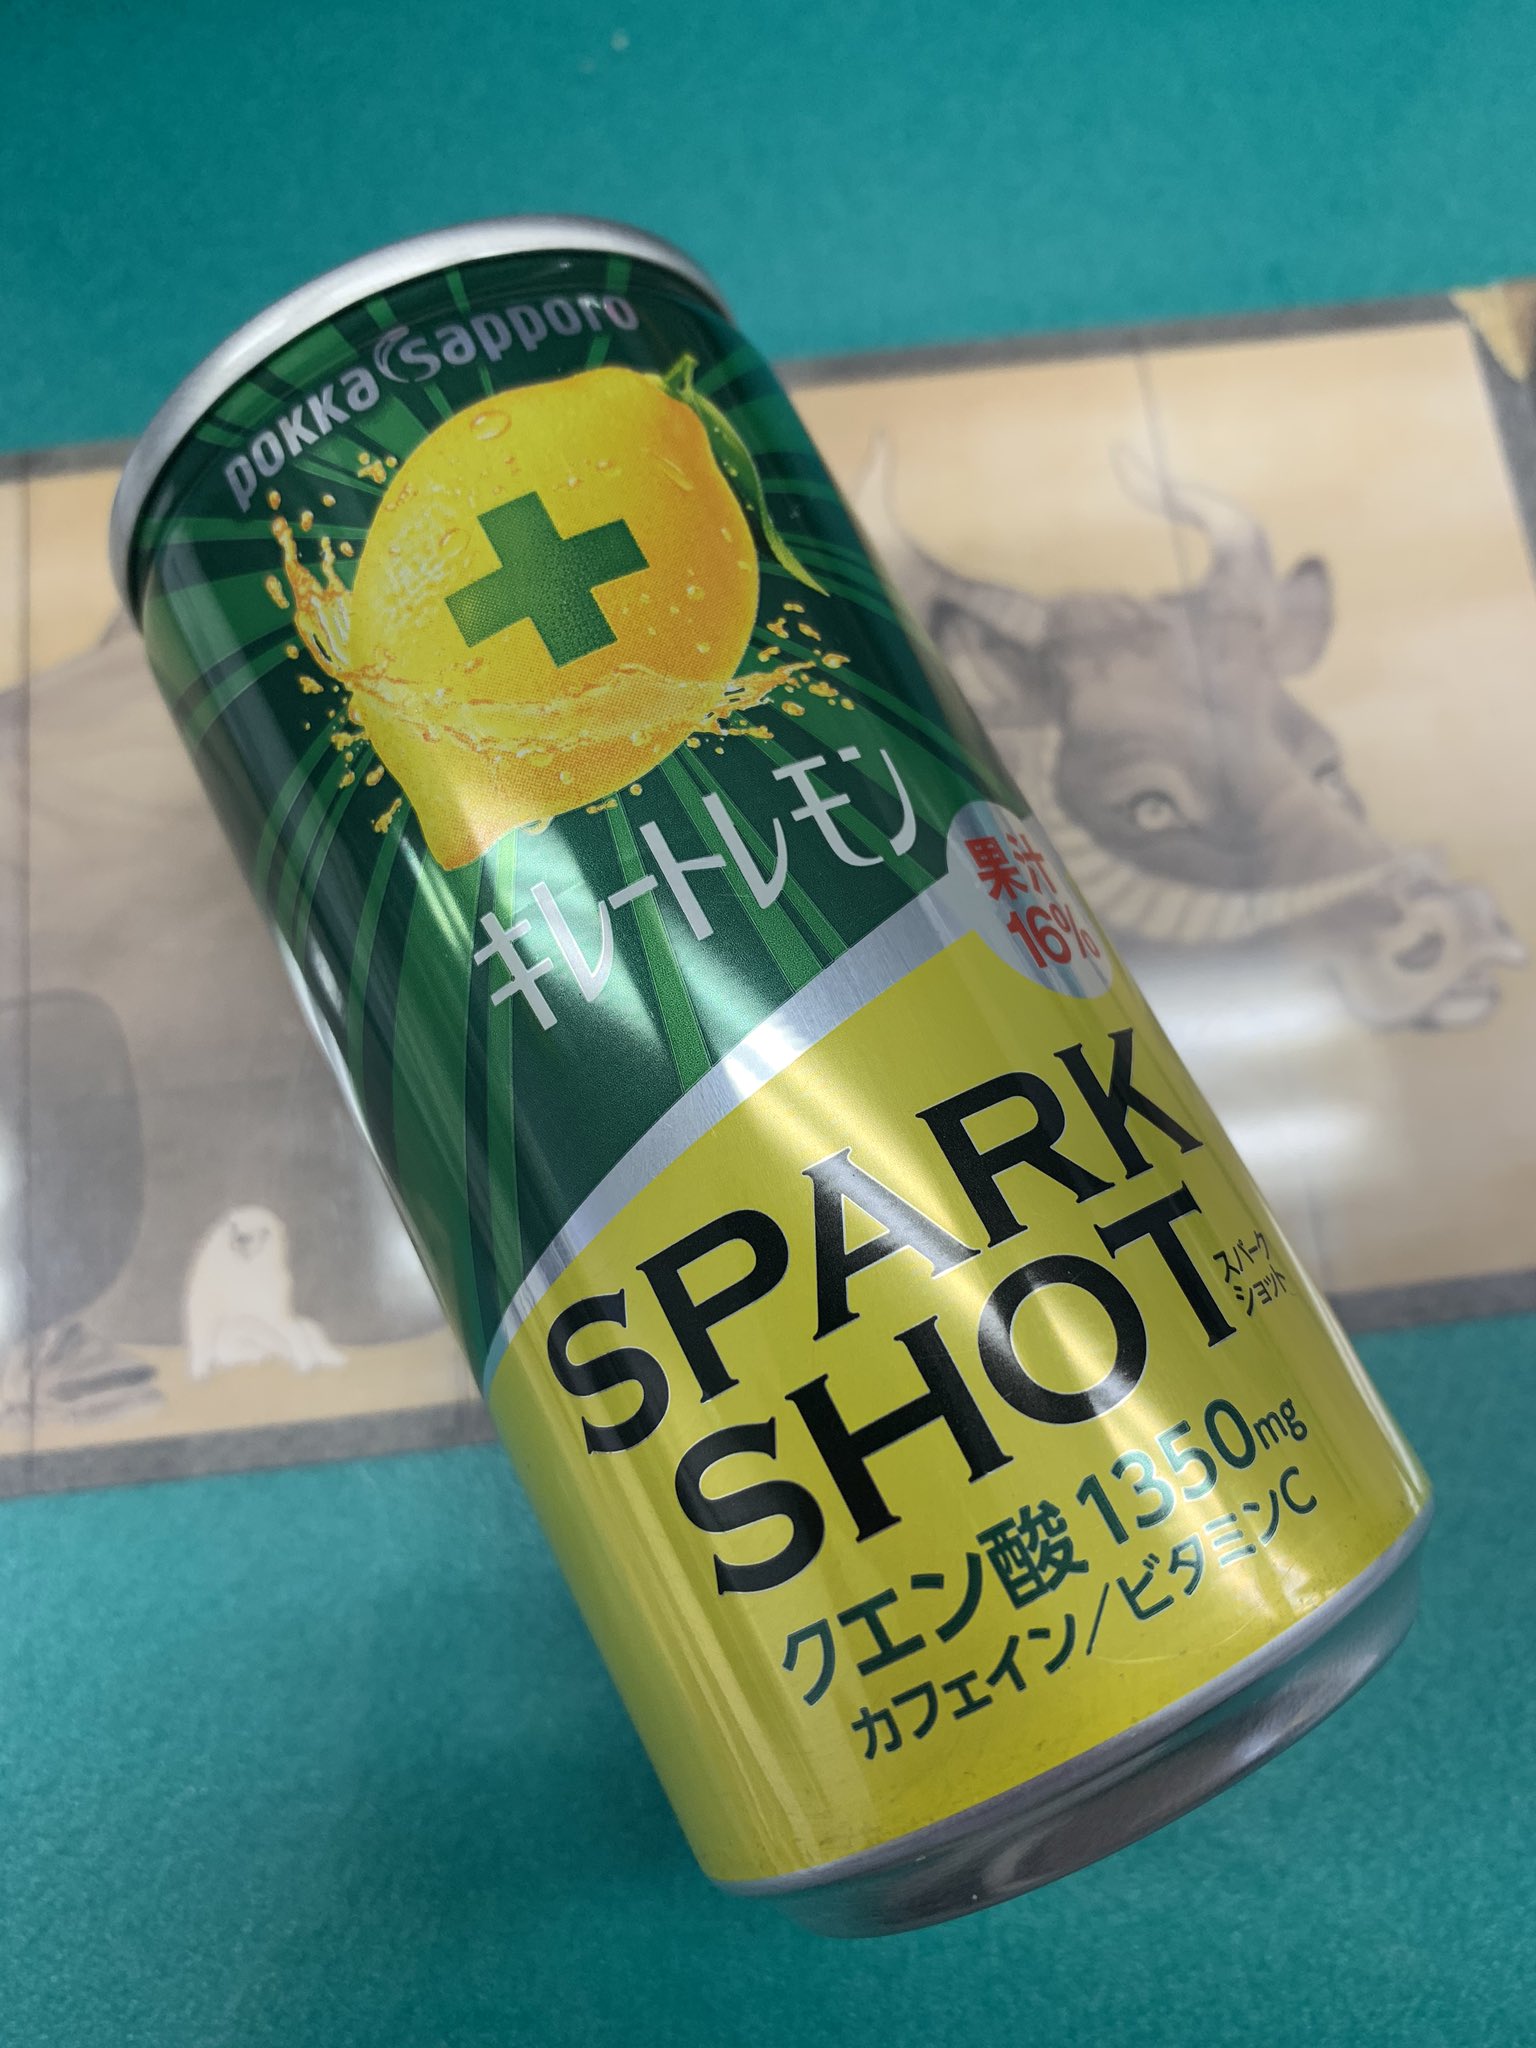 pokka sapporo
キレートレモン
果汁
16%
SPARK
SHOT
スパーク
ショット
クエン酸 1350mg
カフェイン/ビタミンC